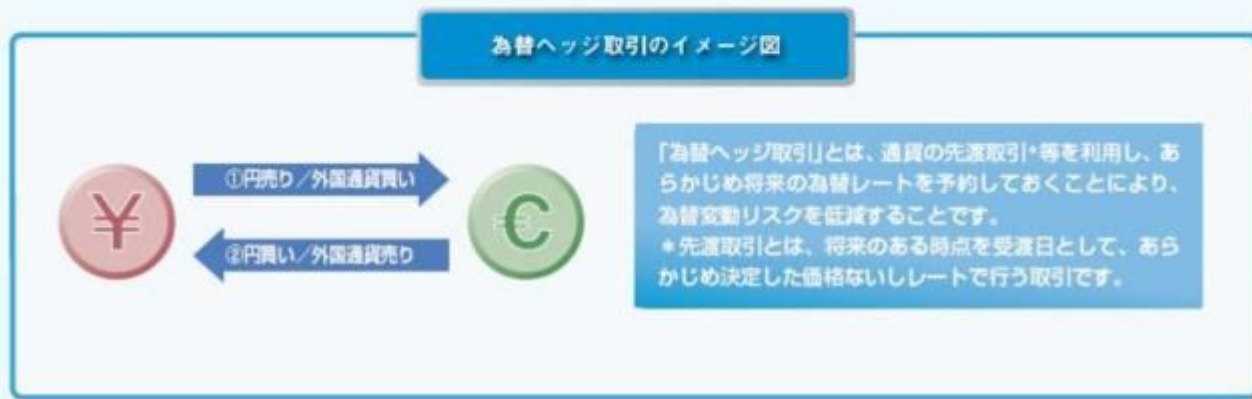 為替ヘッジ取引のイメージ図
¥
①円売り／外国通貨買い
②円買い／外国通貨売り
€
「為替ヘッジ取引」とは、通貨の先渡取引*等を利用し、あ
らかじめ将来の為替レートを予約しておくことにより、
為替変動リスクを低減することです。
＊先渡取引とは、将来のある時点を受渡日として、あら
かじめ決定した価格ないしレートで行う取引です。